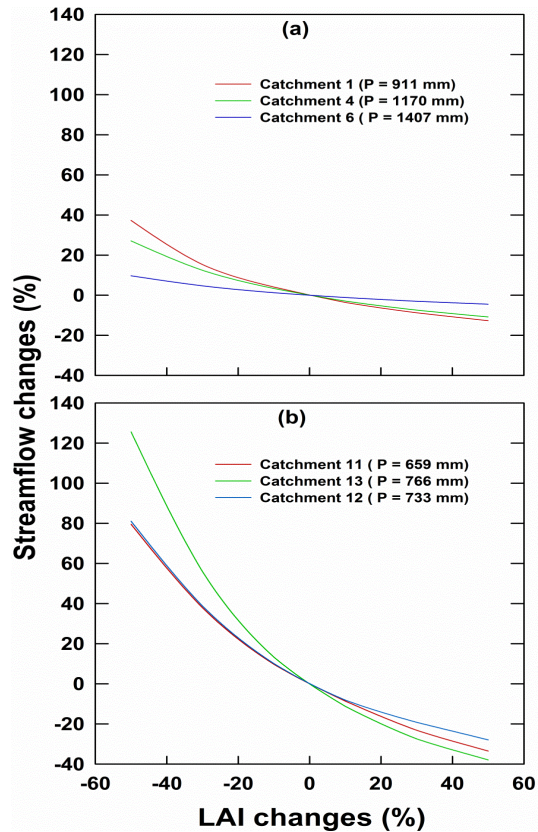 140
(a)
120
100
Catchment 1 (P = 911 mm)
Catchment 4 (P = 1170 mm)
Catchment 6 ( P = 1407 mm)
80
60
40
20
0
-20
-40
140
(b)
120
100
Catchment 11 ( P = 659 mm)
Catchment 13 ( P = 766 mm)
Catchment 12 ( P = 733 mm)
80
60
40
20
0
-20
-40
-60 -40 -20 0 20 40 60
LAI changes (%)
Streamflow changes (%)